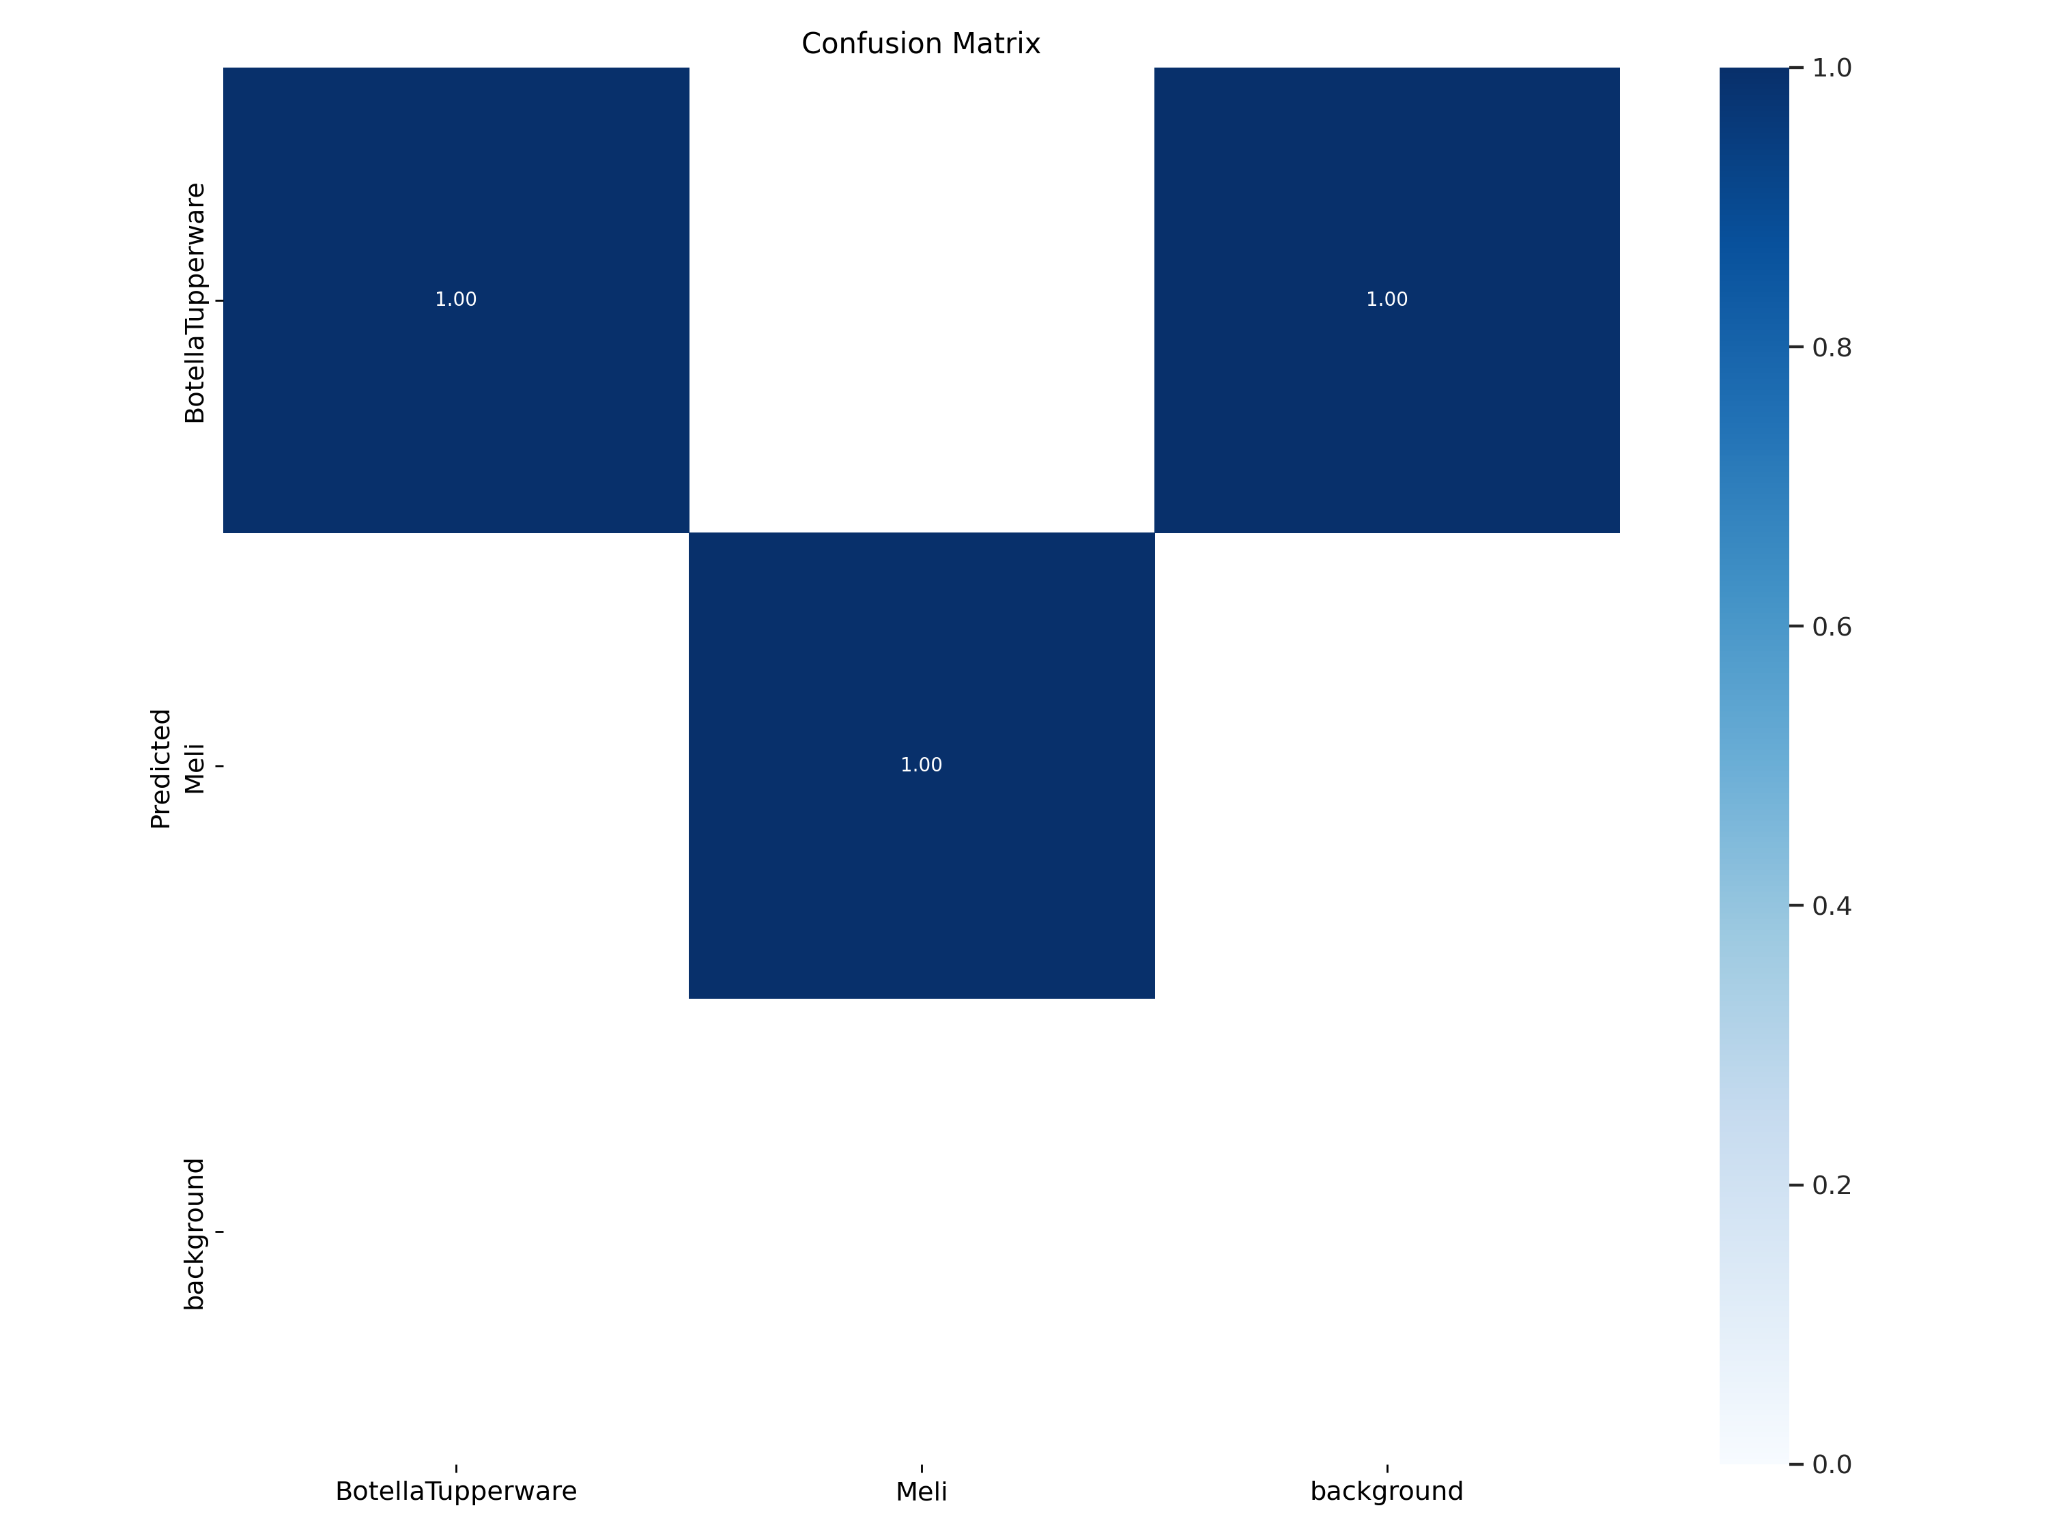 Confusion Matrix
BotellaTupperware
Meli
background
Predicted
1.00
1.00
1.00
BotellaTupperware
Meli
background
1.0
0.8
0.6
0.4
0.2
0.0